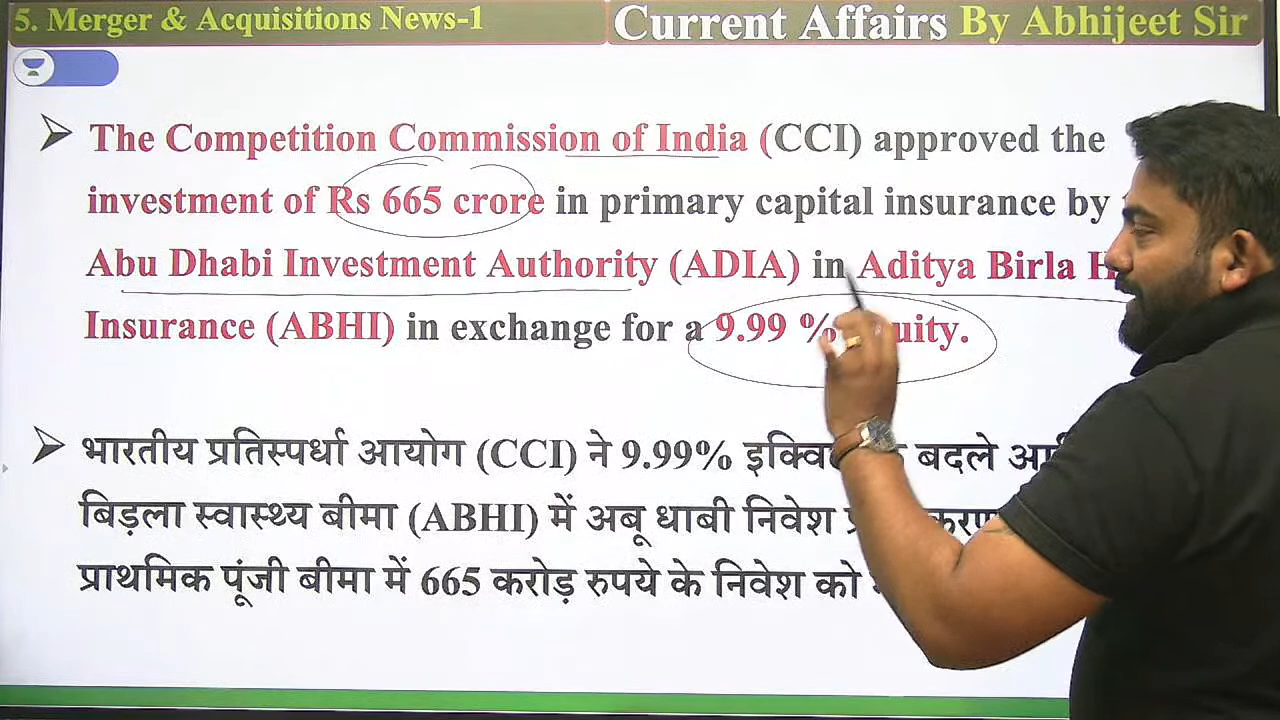 5. Merger & Acquisitions News-1
Current Affairs By Abhijeet Sir
The Competition Commission of India (CCI) approved the
investment of Rs 665 crore in primary capital insurance by
Abu Dhabi Investment Authority (ADIA) in Aditya Birla
Insurance (ABHI) in exchange for a 9.99 %
भारतीय प्रतिस्पर्धा आयोग (CCI) ने 9.99% बदले
बिड़ला स्वास्थ्य बीमा (ABHI) में अबू धाबी निवेश
प्राथमिक पूंजी बीमा में 665 करोड़ रुपये के निवेश को